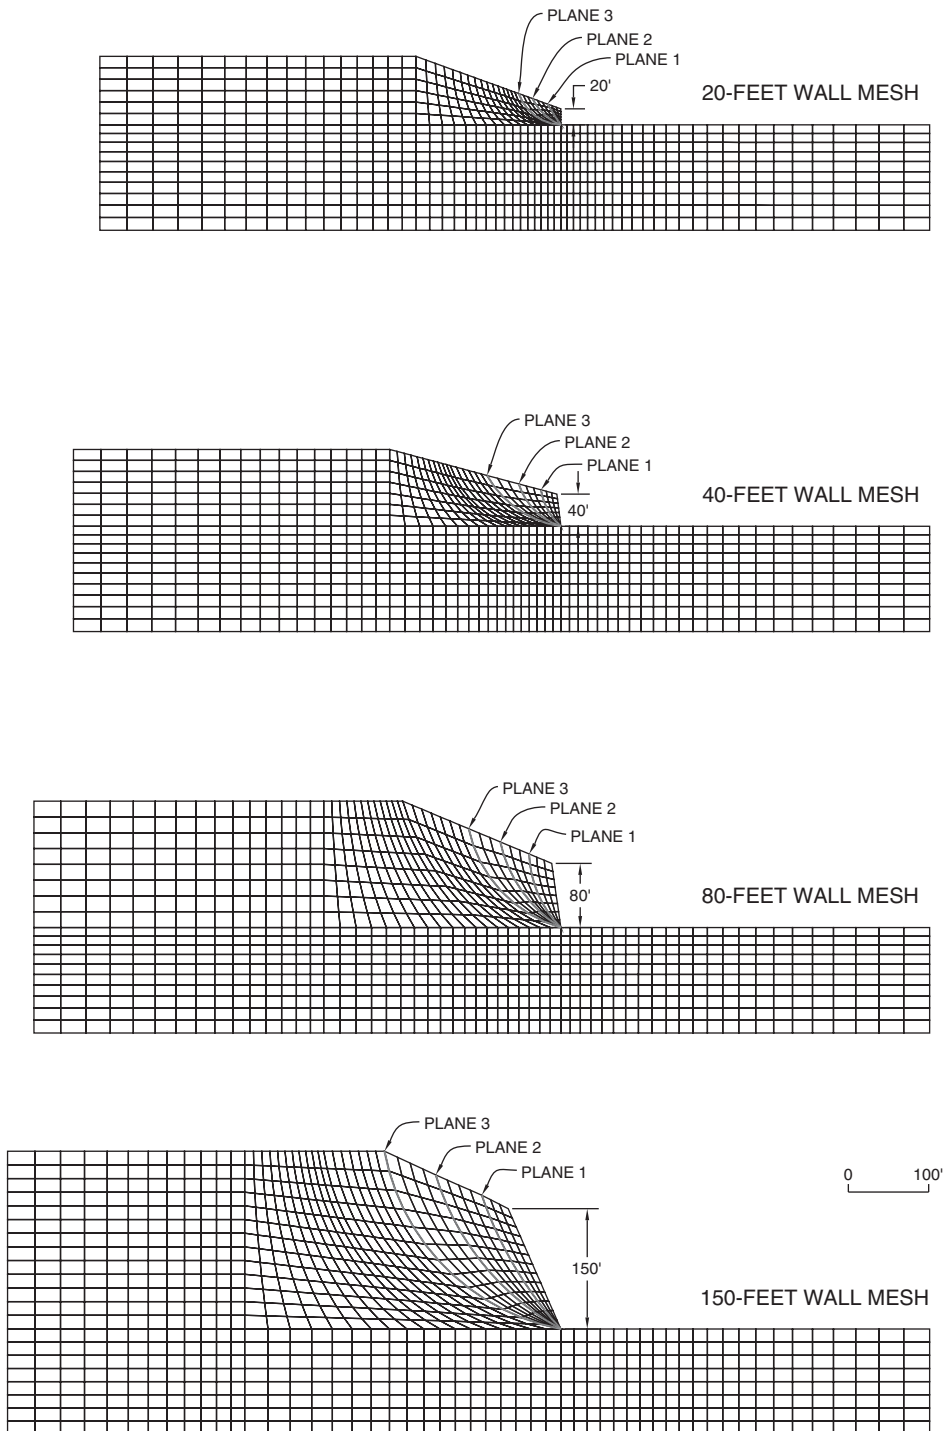 PLANE 3
PLANE 2
PLANE 1
20'
20-FEET WALL MESH
PLANE 3
PLANE 2
PLANE 1
40'
40-FEET WALL MESH
PLANE 3
PLANE 2
PLANE 1
80'
80-FEET WALL MESH
PLANE 3
PLANE 2
PLANE 1
0 100'
150'
150-FEET WALL MESH